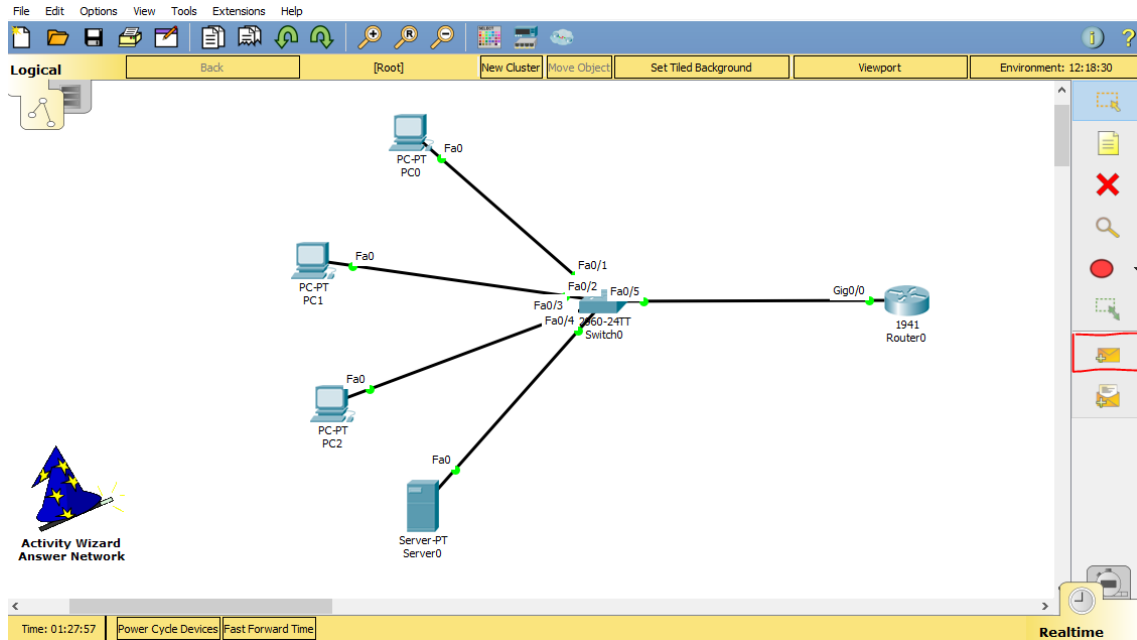 File Edit Options View Tools Extensions Help
Logical Back [Root] New Cluster Move Object Set Tiled Background Viewport Environment: 12:18:30
Fa0
PC-PT
PC0
Fa0
PC-PT
PC1
Fa0/1
Fa0/2
Fa0/5
Fa0/3
Fa0/4
2960-24TT
Switch0
Gig0/0
1941
Router0
Fa0
PC-PT
PC2
Fa0
Server-PT
Server0
Activity Wizard
Answer Network
Time: 01:27:57 Power Cycle Devices Fast Forward Time Realtime